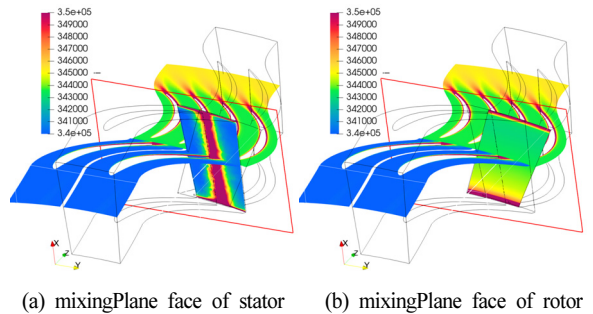 3.5e+05
349000
348000
347000
346000
345000
344000
343000
342000
341000
3.4e+05
X
Z
Y
3.5e+05
349000
348000
347000
346000
345000
344000
343000
342000
341000
3.4e+05
X
Z
Y
(a) mixingPlane face of stator
(b) mixingPlane face of rotor